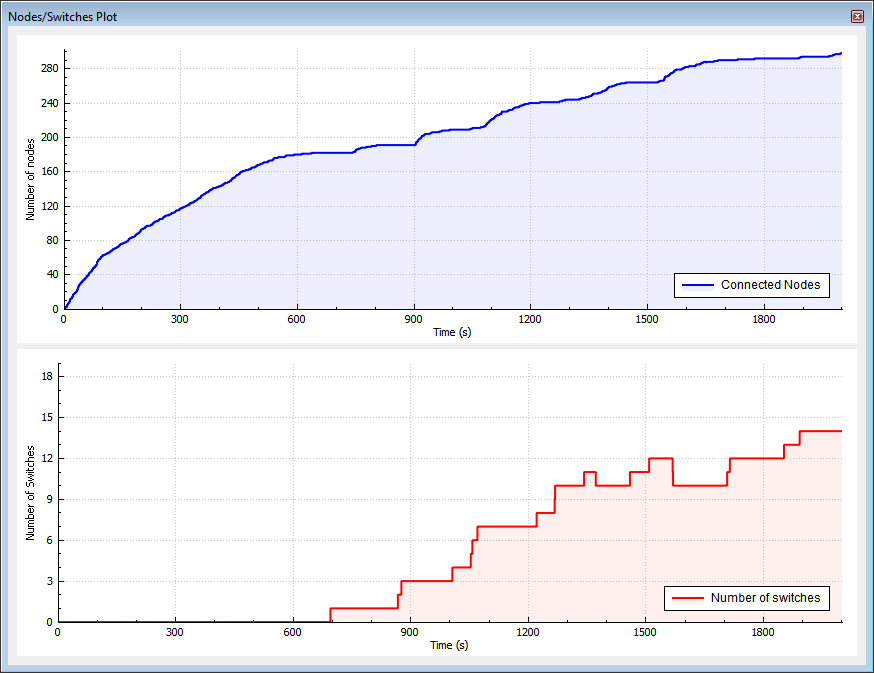 Nodes/Switches Plot
280
240
200
160
120
80
40
0
Number of nodes
Connected Nodes
0 300 600 900 1200 1500 1800
Time (s)
18
15
12
9
6
3
0
Number of Switches
Number of switches
0 300 600 900 1200 1500 1800
Time (s)